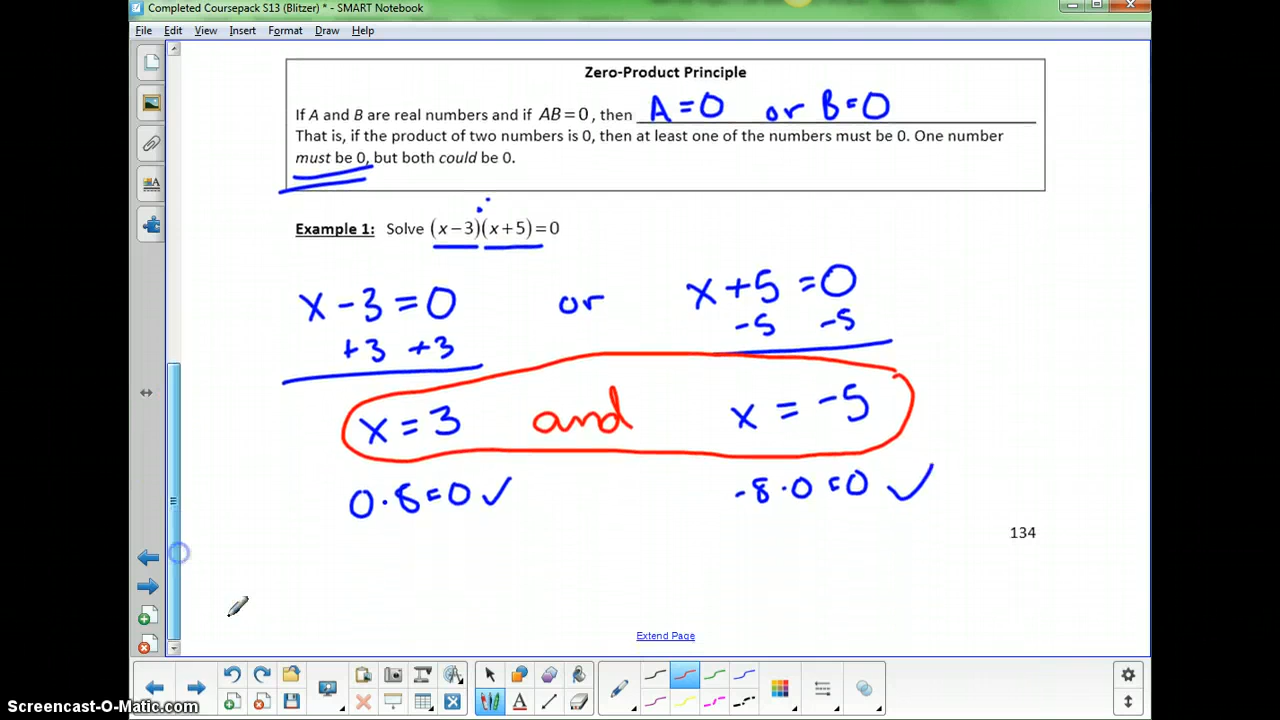 Completed Coursepack S13 (Blitzer) * - SMART Notebook
File Edit View Insert Format Draw Help
Zero-Product Principle
If A and B are real numbers and if AB = 0, then A = 0 or B = 0
That is, if the product of two numbers is 0, then at least one of the numbers must be 0. One number
must be 0, but both could be 0.
Example 1: Solve (x − 3)(x + 5) = 0
x - 3 = 0 or x + 5 = 0
+3 +3 -5 -5
x = 3 and x = -5
0 · 8 = 0 ✓ -8 · 0 = 0 ✓
134
Extend Page
Screencast-O-Matic.com